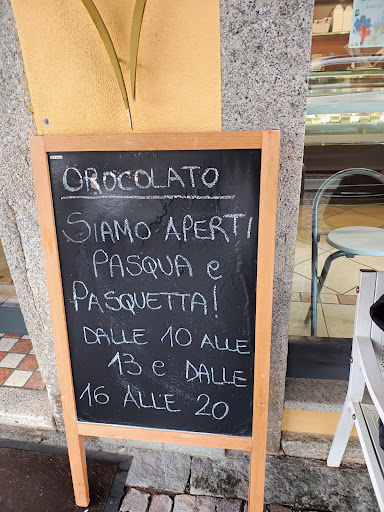 OROCOLATO
SIAMO APERTI
PASQUA e
PASQUETTA!
DALLE 10 ALLE
13 e DALLE
16 ALLE 20